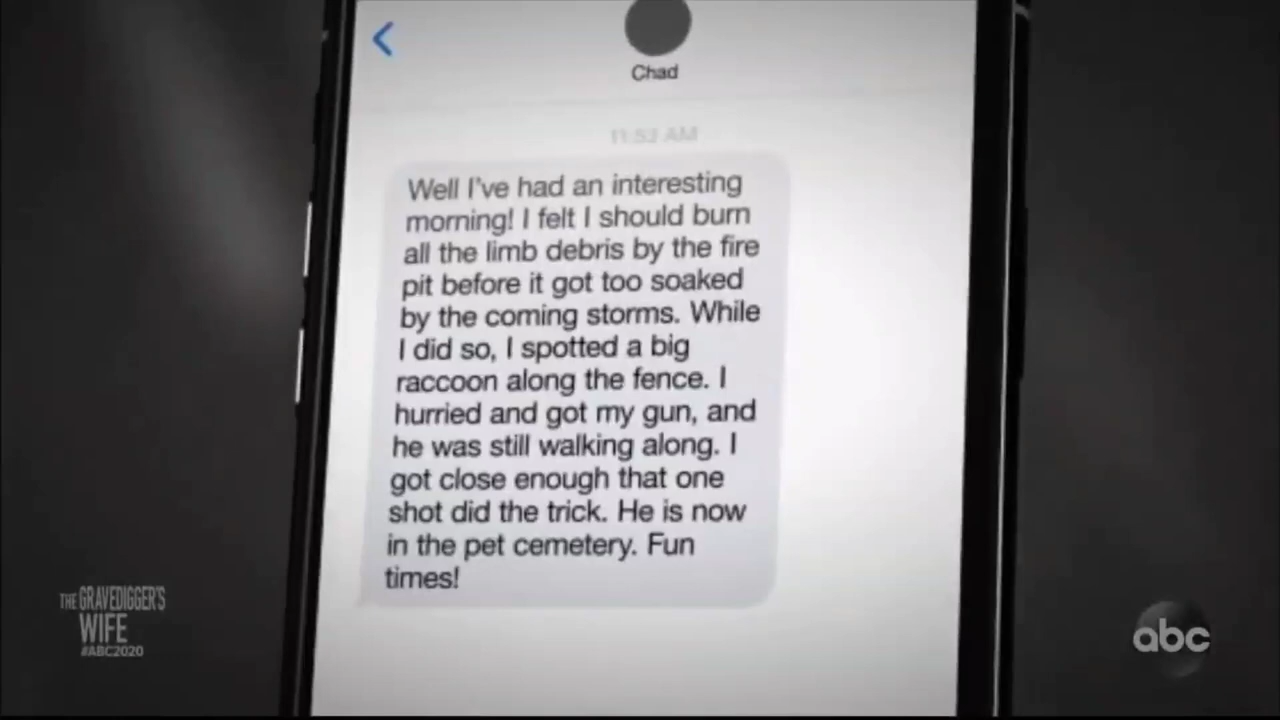 Chad
11:53 AM
Well I've had an interesting
morning! I felt I should burn
all the limb debris by the fire
pit before it got too soaked
by the coming storms. While
I did so, I spotted a big
raccoon along the fence. I
hurried and got my gun, and
he was still walking along. I
got close enough that one
shot did the trick. He is now
in the pet cemetery. Fun
times!
THE GRAVEDIGGER'S
WIFE
#ABC2020
abc